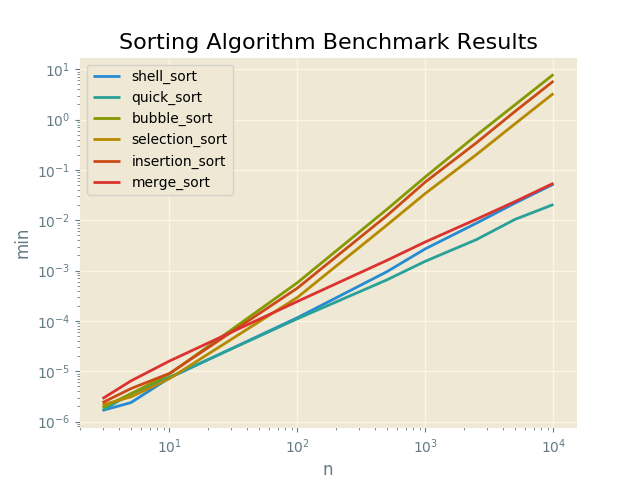 Sorting Algorithm Benchmark Results
shell_sort
quick_sort
bubble_sort
selection_sort
insertion_sort
merge_sort
min
10¹
10⁰
10⁻¹
10⁻²
10⁻³
10⁻⁴
10⁻⁵
10⁻⁶
10¹ 10² 10³ 10⁴
n